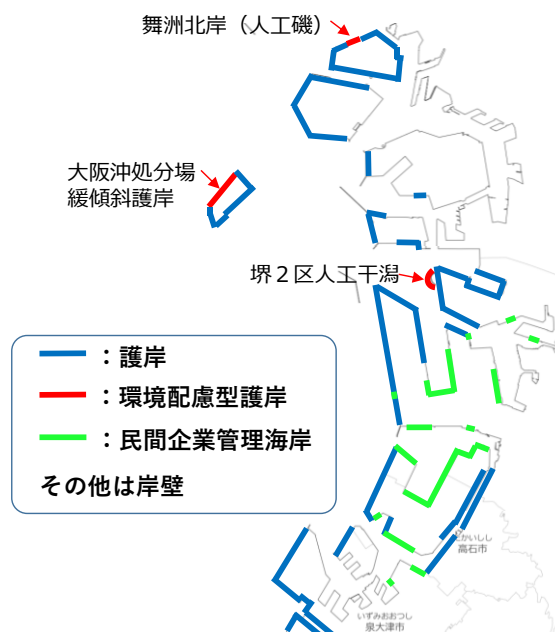 舞洲北岸（人工磯）
大阪沖処分場
緩傾斜護岸
堺２区人工干潟
：護岸
：環境配慮型護岸
：民間企業管理海岸
その他は岸壁
たかいしし
高石市
いずみおおつし
泉大津市